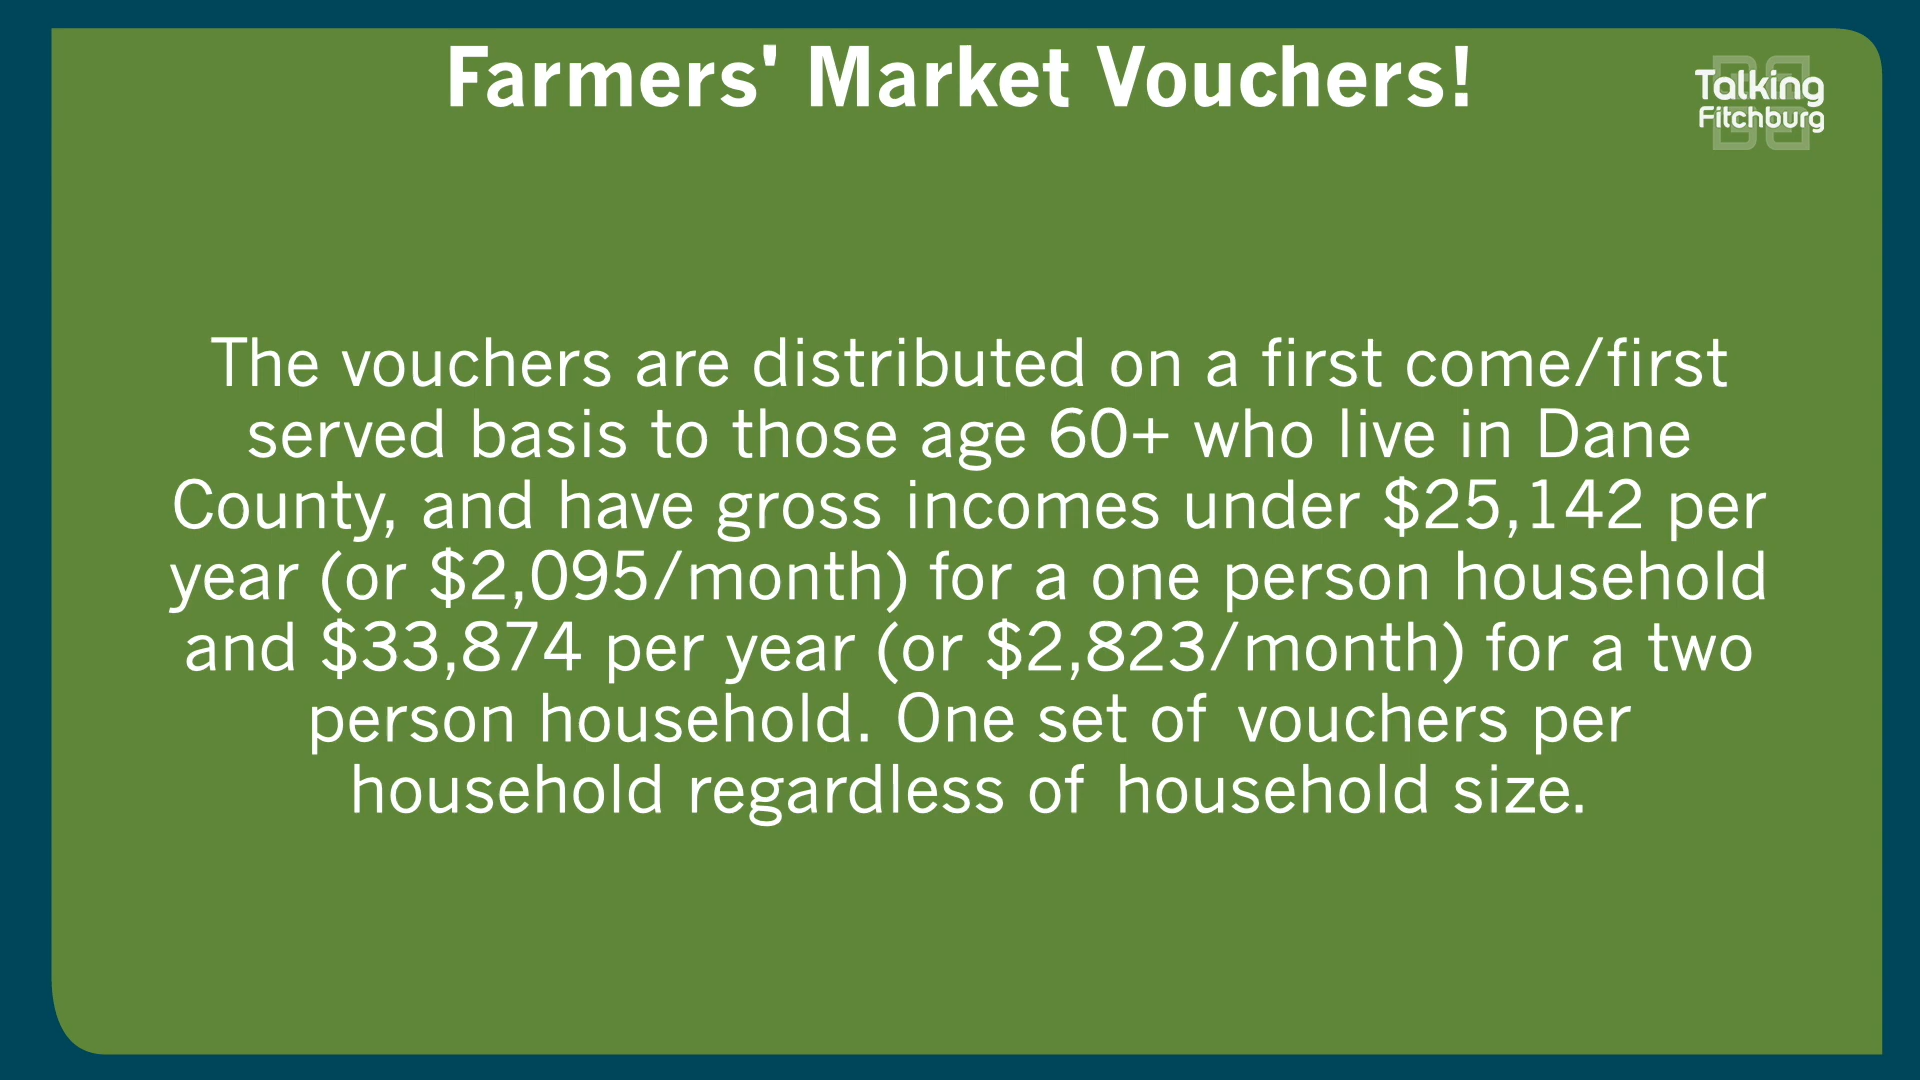 Farmers' Market Vouchers!
Talking
Fitchburg
The vouchers are distributed on a first come/first
served basis to those age 60+ who live in Dane
County, and have gross incomes under $25,142 per
year (or $2,095/month) for a one person household
and $33,874 per year (or $2,823/month) for a two
person household. One set of vouchers per
household regardless of household size.